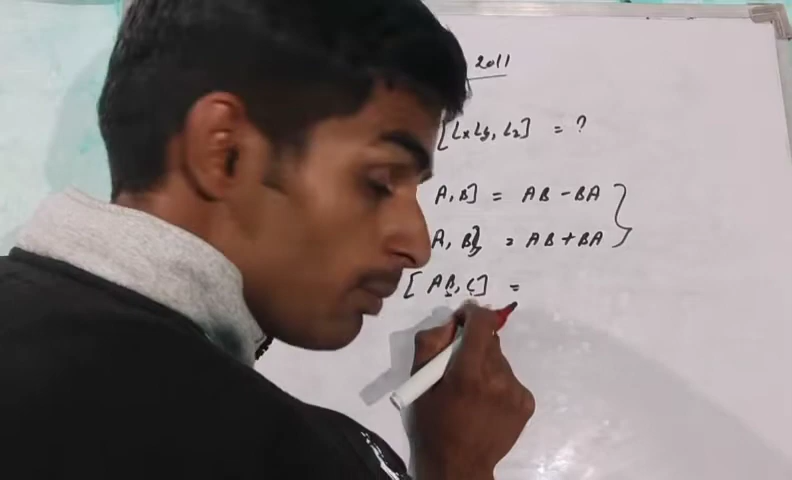 2011
[LxLy, Lz] = ?
A, B] = AB - BA
A, B} = AB + BA
[AB, C] =